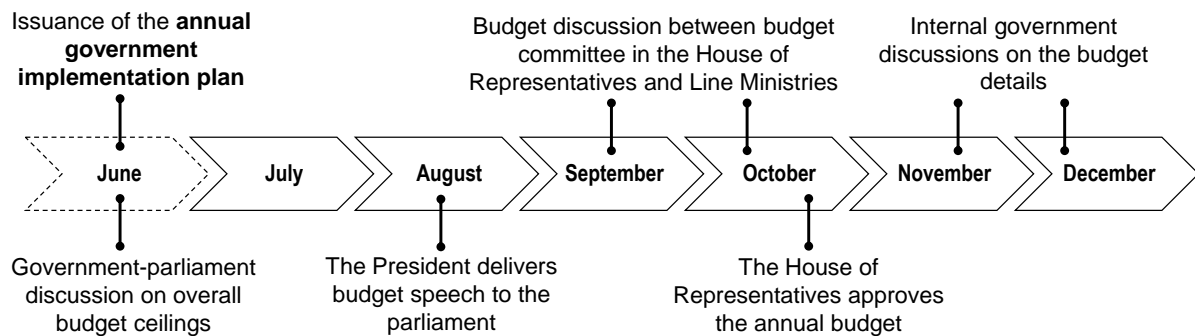 Issuance of the annual
government
implementation plan
Budget discussion between budget
committee in the House of
Representatives and Line Ministries
Internal government
discussions on the budget
details
June
July
August
September
October
November
December
Government-parliament
discussion on overall
budget ceilings
The President delivers
budget speech to the
parliament
The House of
Representatives approves
the annual budget